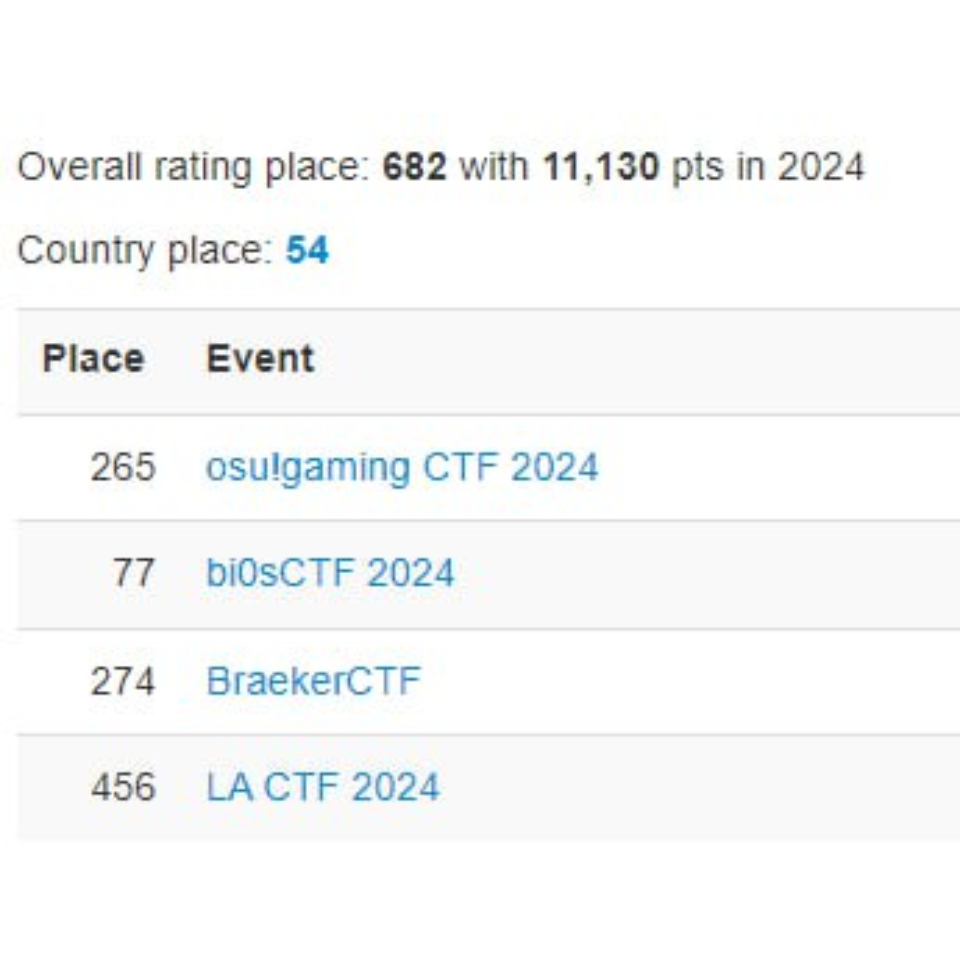 Overall rating place: 682 with 11,130 pts in 2024
Country place: 54
Place Event
265 osu!gaming CTF 2024
77 bi0sCTF 2024
274 BraekerCTF
456 LA CTF 2024